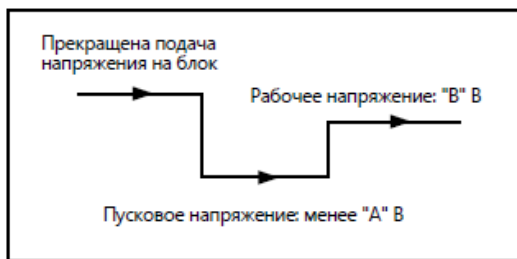 Прекращена подача
напряжения на блок
Рабочее напряжение: "В" В
Пусковое напряжение: менее "А" В